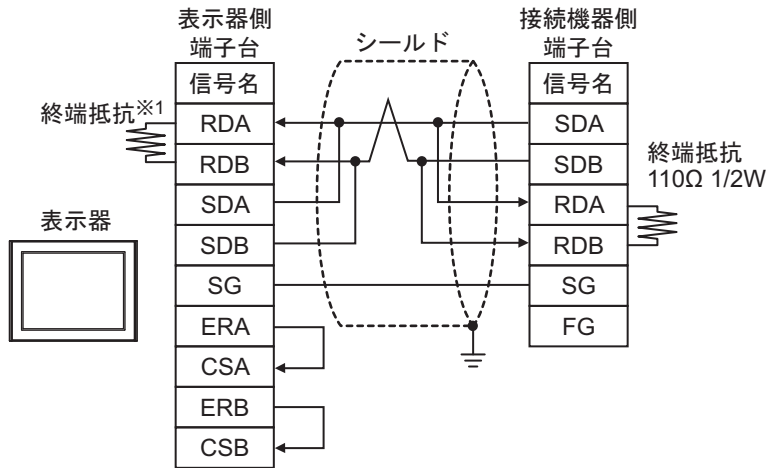 表示器側
端子台
シールド
接続機器側
端子台
信号名
信号名
終端抵抗※1
RDA
SDA
RDB
SDB
終端抵抗
110Ω 1/2W
SDA
RDA
表示器
SDB
RDB
SG
SG
ERA
FG
CSA
ERB
CSB